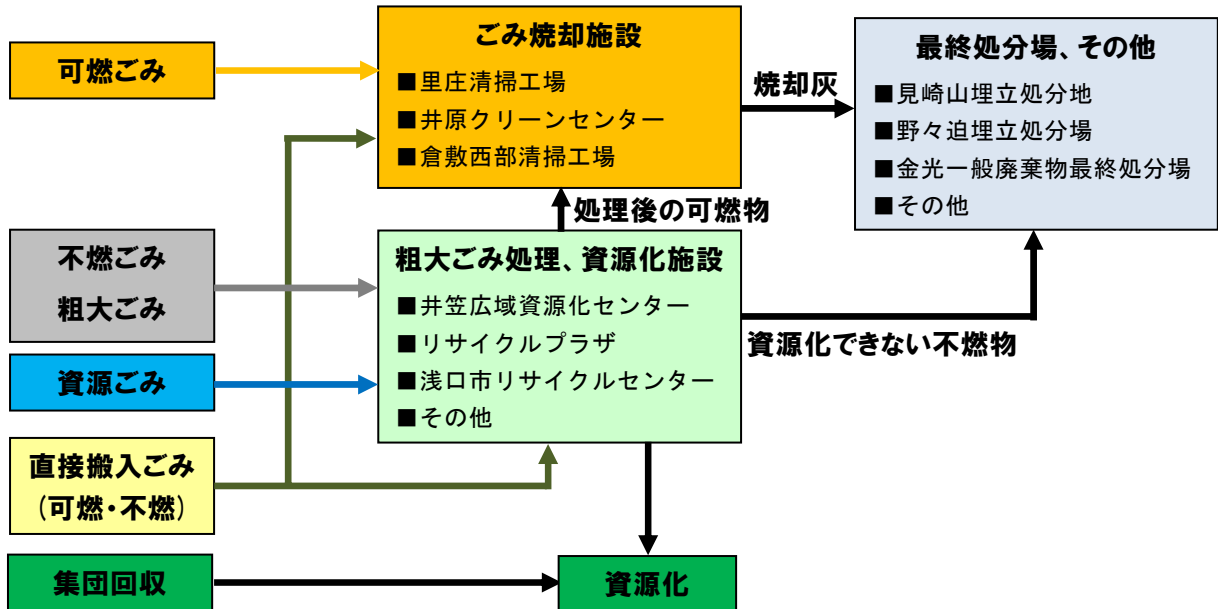 可燃ごみ
不燃ごみ
粗大ごみ
資源ごみ
直接搬入ごみ
(可燃・不燃)
集団回収
ごみ焼却施設
■里庄清掃工場
■井原クリーンセンター
■倉敷西部清掃工場
処理後の可燃物
粗大ごみ処理、資源化施設
■井笠広域資源化センター
■リサイクルプラザ
■浅口市リサイクルセンター
■その他
資源化
焼却灰
資源化できない不燃物
最終処分場、その他
■見崎山埋立処分地
■野々迫埋立処分場
■金光一般廃棄物最終処分場
■その他